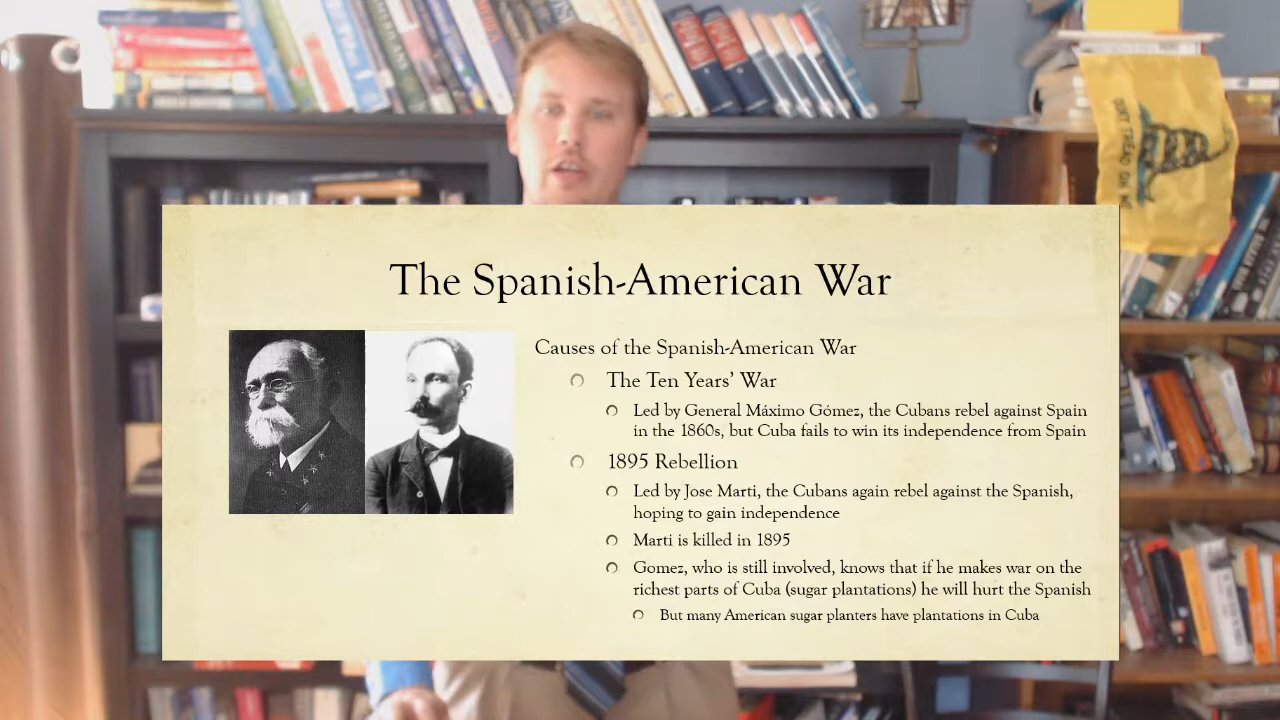 DON'T TREAD ON ME
The Spanish-American War
Causes of the Spanish-American War
The Ten Years' War
Led by General Máximo Gómez, the Cubans rebel against Spain
in the 1860s, but Cuba fails to win its independence from Spain
1895 Rebellion
Led by Jose Marti, the Cubans again rebel against the Spanish,
hoping to gain independence
Marti is killed in 1895
Gomez, who is still involved, knows that if he makes war on the
richest parts of Cuba (sugar plantations) he will hurt the Spanish
But many American sugar planters have plantations in Cuba